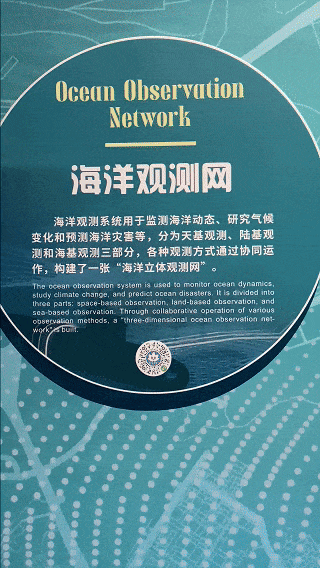 Ocean Observation
Network
海洋观测网
海洋观测系统用于监测海洋动态、研究气候
变化和预测海洋灾害等，分为天基观测、陆基观
测和海基观测三部分，各种观测方式通过协同运
作，构建了一张“海洋立体观测网”。
The ocean observation system is used to monitor ocean dynamics,
study climate change, and predict ocean disasters. It is divided into
three parts: space-based observation, land-based observation, and
sea-based observation. Through collaborative operation of various
observation methods, a "three-dimensional ocean observation net-
work" is built.